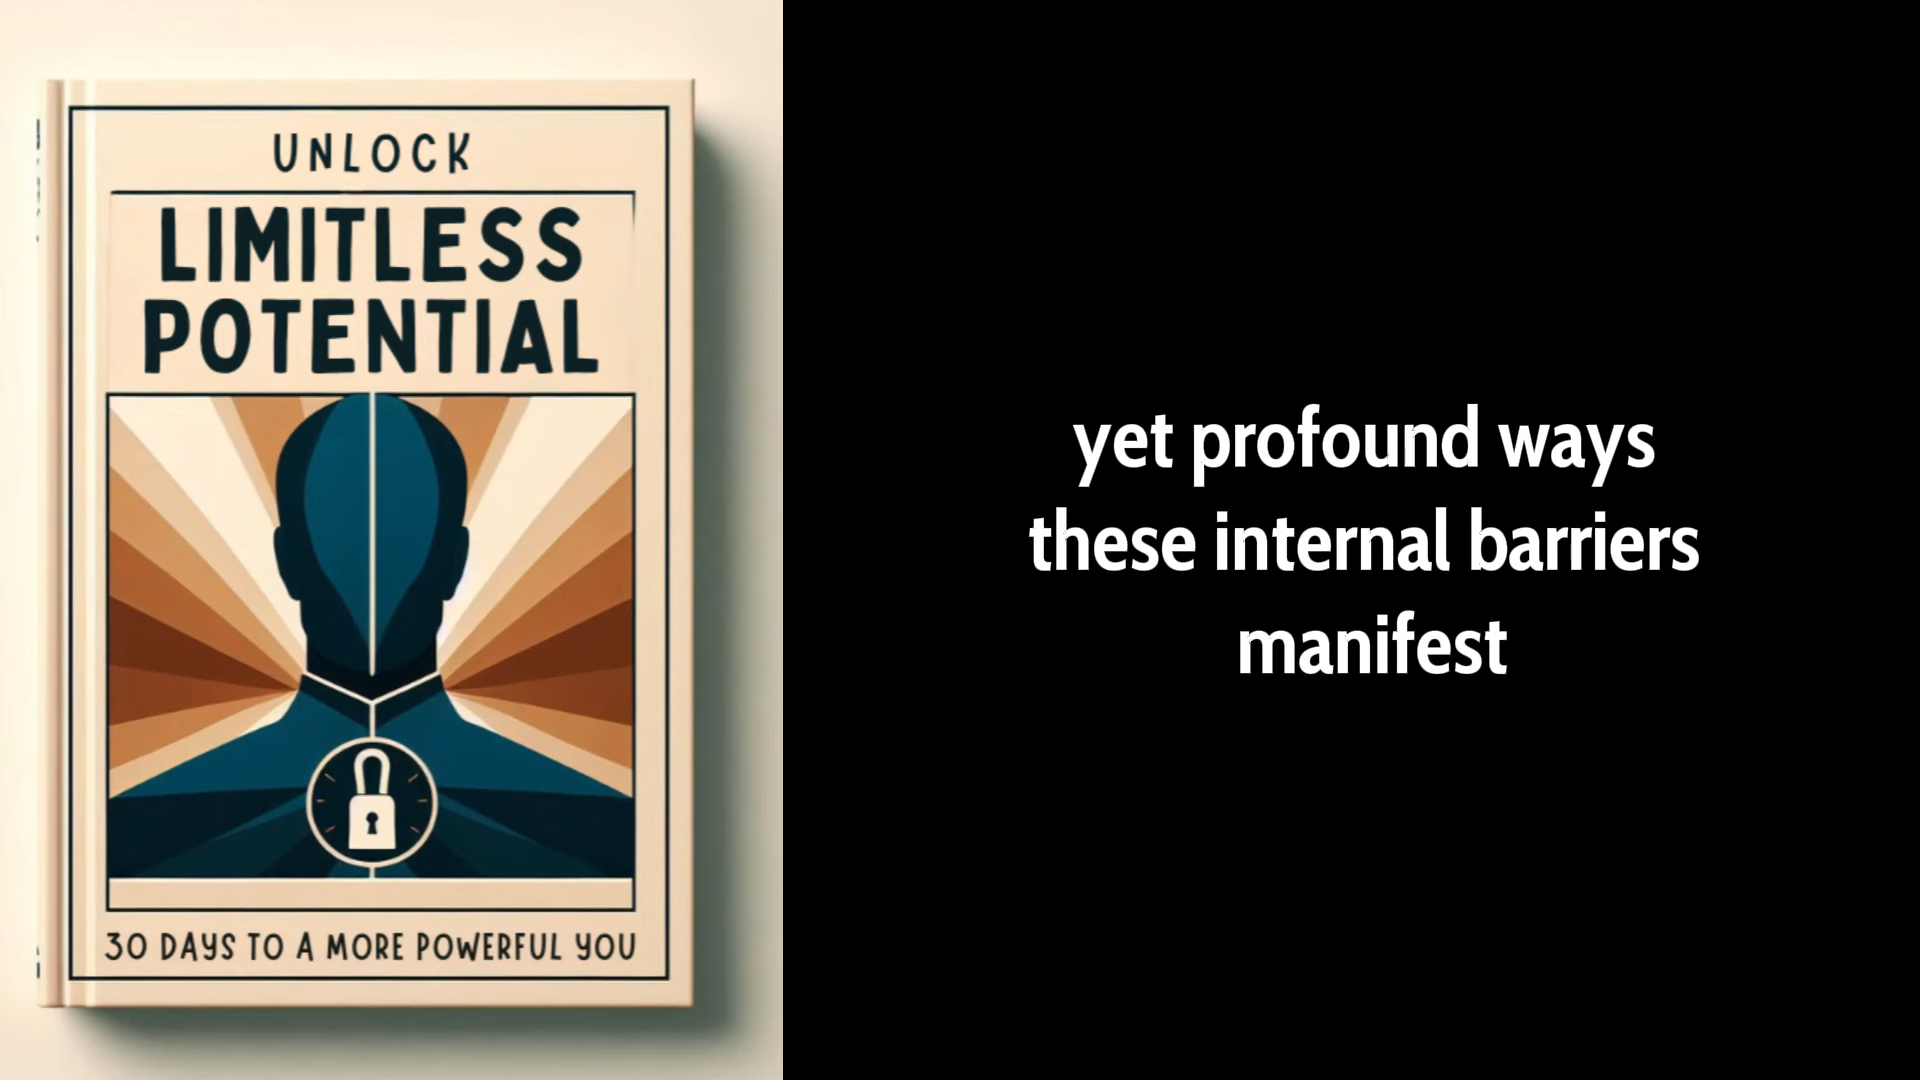 UNLOCK
LIMITLESS
POTENTIAL
30 DAYS TO A MORE POWERFUL YOU
yet profound ways
these internal barriers
manifest